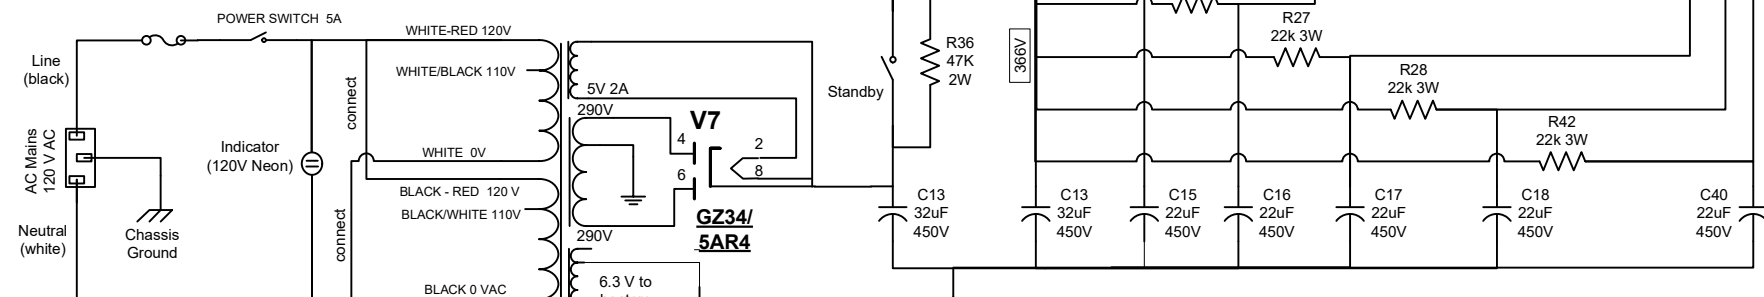 POWER SWITCH 5A
Line
(black)
AC Mains
120 V AC
Neutral
(white)
Chassis
Ground
Indicator
(120V Neon)
connect
connect
WHITE-RED 120V
WHITE/BLACK 110V
WHITE 0V
BLACK - RED 120 V
BLACK/WHITE 110V
BLACK 0 VAC
5V 2A
290V
290V
6.3 V to
V7
4
6
2
8
GZ34/
5AR4
Standby
R36
47K
2W
366V
R27
22k 3W
R28
22k 3W
R42
22k 3W
C13
32uF
450V
C13
32uF
450V
C15
22uF
450V
C16
22uF
450V
C17
22uF
450V
C18
22uF
450V
C40
22uF
450V